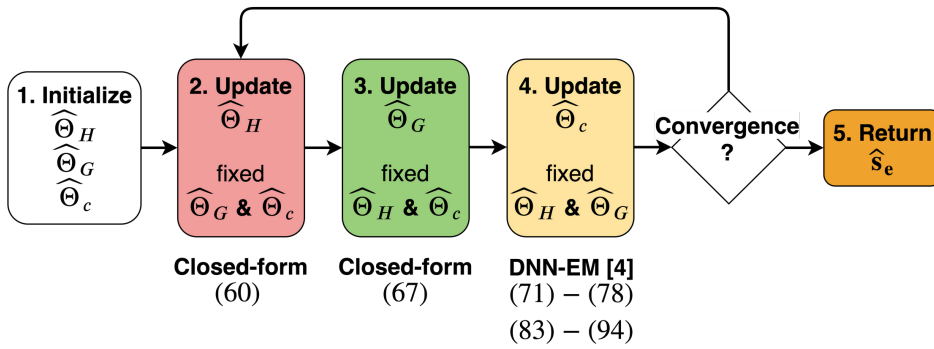 1. Initialize
Θ̂_H
Θ̂_G
Θ̂_c
2. Update
Θ̂_H
fixed
Θ̂_G & Θ̂_c
Closed-form
(60)
3. Update
Θ̂_G
fixed
Θ̂_H & Θ̂_c
Closed-form
(67)
4. Update
Θ̂_c
fixed
Θ̂_H & Θ̂_G
DNN-EM [4]
(71) − (78)
(83) − (94)
Convergence
?
5. Return
ŝ_e